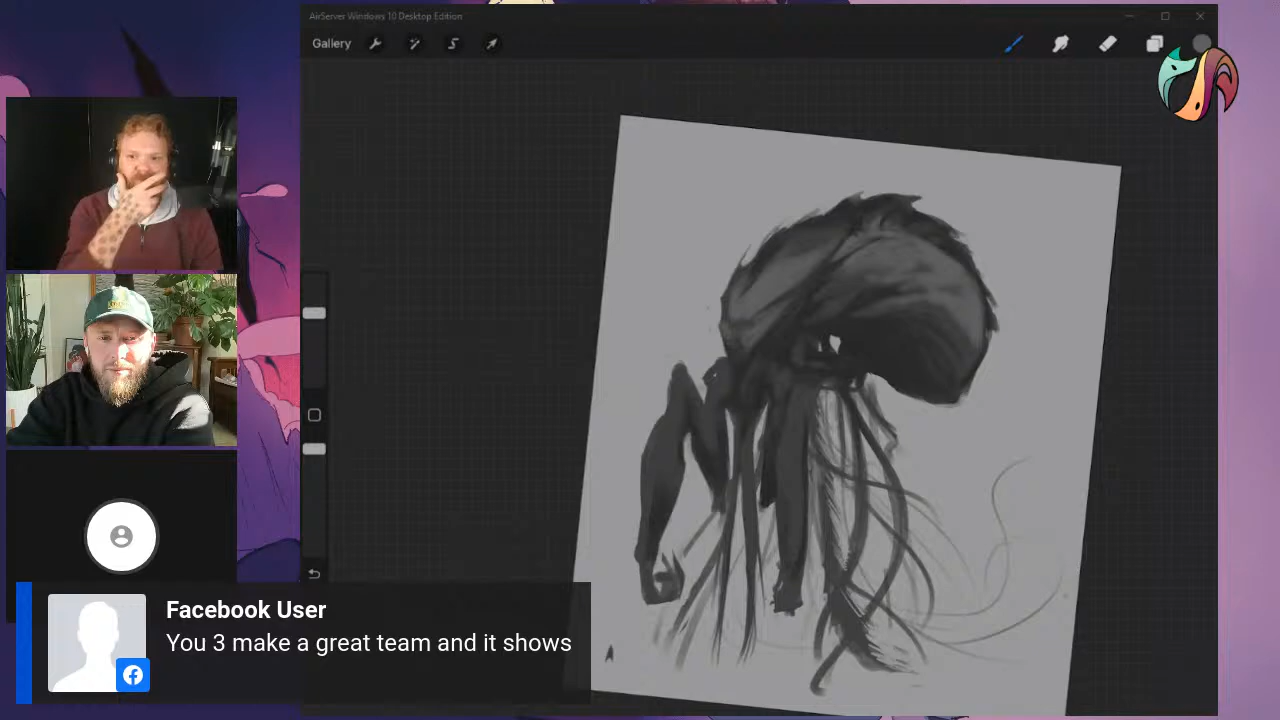 AirServer Windows 10 Desktop Edition
Gallery
Facebook User
You 3 make a great team and it shows